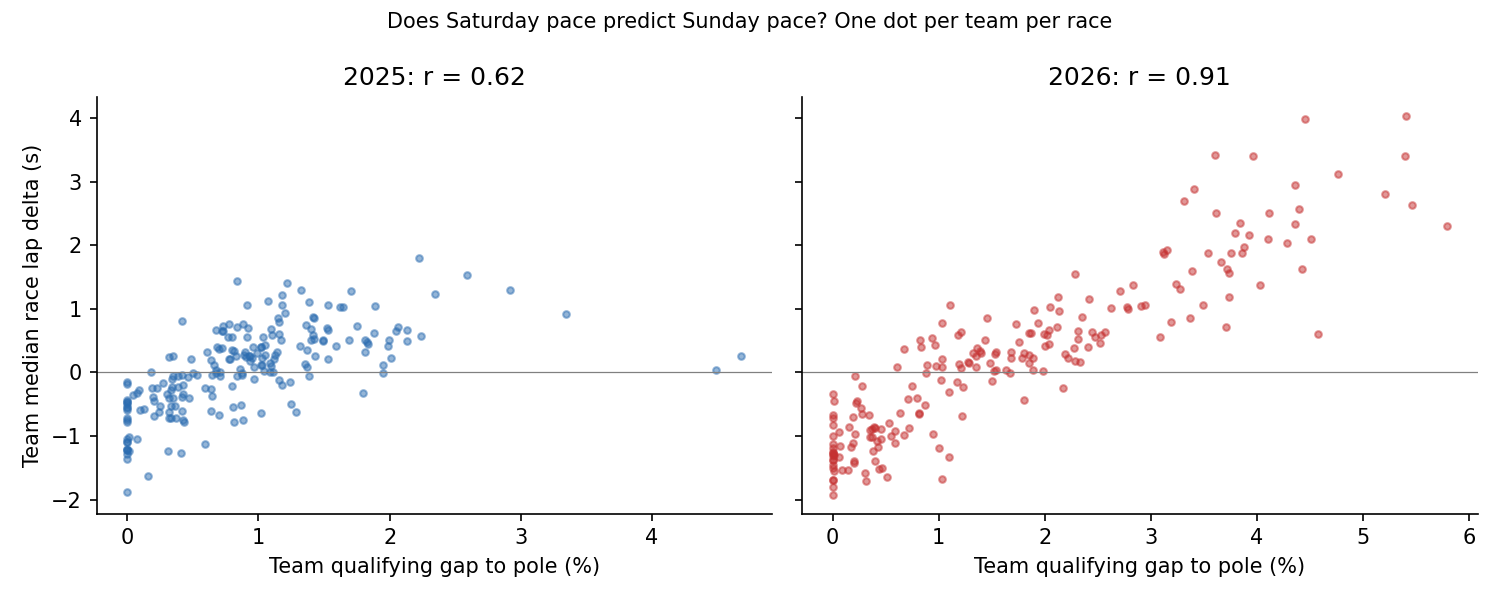 Does Saturday pace predict Sunday pace? One dot per team per race
2025: r = 0.62
2026: r = 0.91
Team median race lap delta (s)
4
3
2
1
0
−1
−2
0 1 2 3 4
0 1 2 3 4 5 6
Team qualifying gap to pole (%)
Team qualifying gap to pole (%)